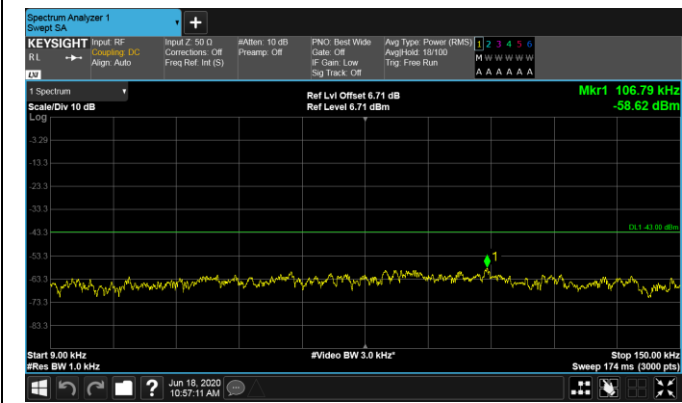 Spectrum Analyzer 1
Swept SA
KEYSIGHT Input: RF Input Z: 50 Ω #Atten: 10 dB PNO: Best Wide Avg Type: Power (RMS) 1 2 3 4 5 6
R L Coupling: DC Corrections: Off Preamp: Off Gate: Off Avg|Hold: 18/100 M W W W W W
Align: Auto Freq Ref: Int (S) IF Gain: Low Trig: Free Run
LXI Sig Track: Off A A A A A A
1 Spectrum Ref Lvl Offset 6.71 dB Mkr1 106.79 kHz
Scale/Div 10 dB Ref Level 6.71 dBm -58.62 dBm
Log
-3.29
-13.3
-23.3
-33.3
DL1 -43.00 dBm
-43.3
-53.3
1
-63.3
-73.3
-83.3
Start 9.00 kHz #Video BW 3.0 kHz* Stop 150.00 kHz
#Res BW 1.0 kHz Sweep 174 ms (3000 pts)
? Jun 18, 2020
10:57:11 AM